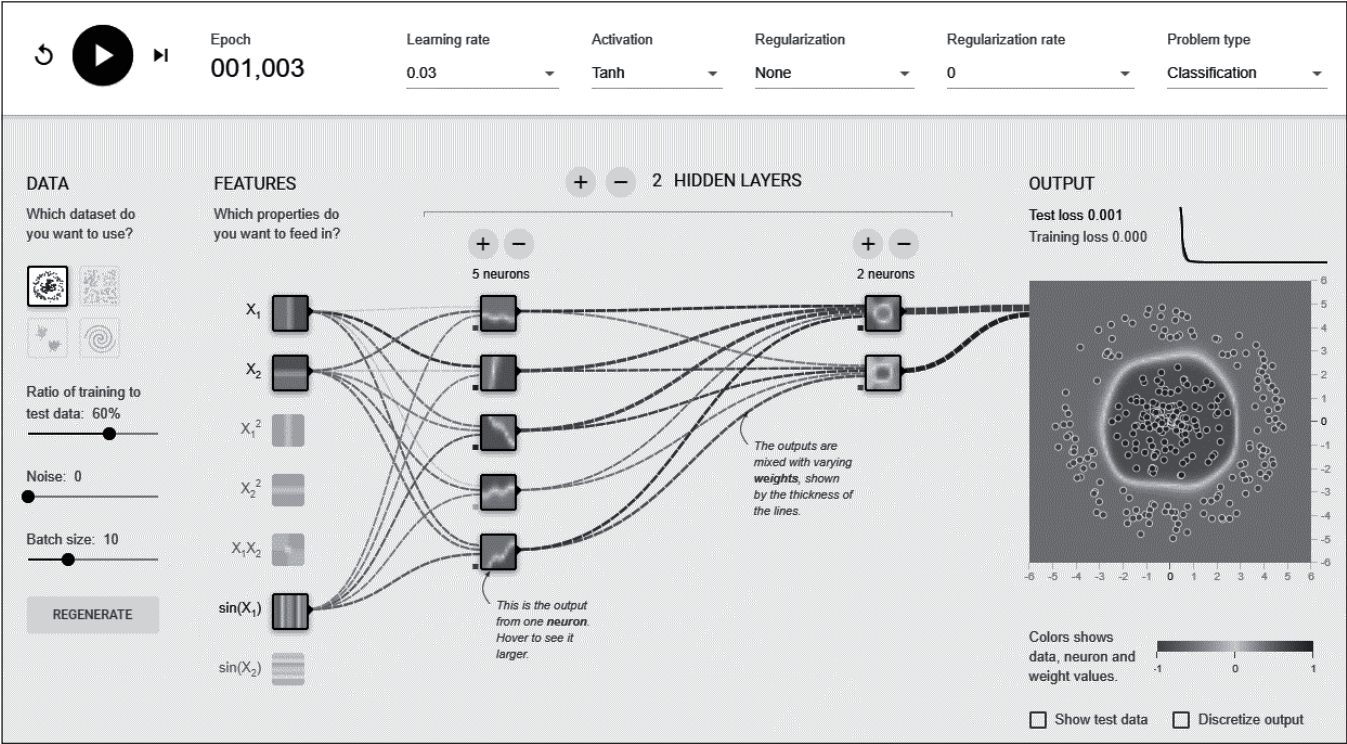 Epoch
001,003
Learning rate
0.03
Activation
Tanh
Regularization
None
Regularization rate
0
Problem type
Classification
DATA
Which dataset do
you want to use?
Ratio of training to
test data: 60%
Noise: 0
Batch size: 10
REGENERATE
FEATURES
Which properties do
you want to feed in?
X₁
X₂
X₁²
X₂²
X₁X₂
sin(X₁)
sin(X₂)
+ − 2 HIDDEN LAYERS
+ −
5 neurons
+ −
2 neurons
The outputs are
mixed with varying
weights, shown
by the thickness of
the lines.
This is the output
from one neuron.
Hover to see it
larger.
OUTPUT
Test loss 0.001
Training loss 0.000
6
5
4
3
2
1
0
-1
-2
-3
-4
-5
-6
-6 -5 -4 -3 -2 -1 0 1 2 3 4 5 6
Colors shows
data, neuron and
weight values.
-1 0 1
Show test data
Discretize output